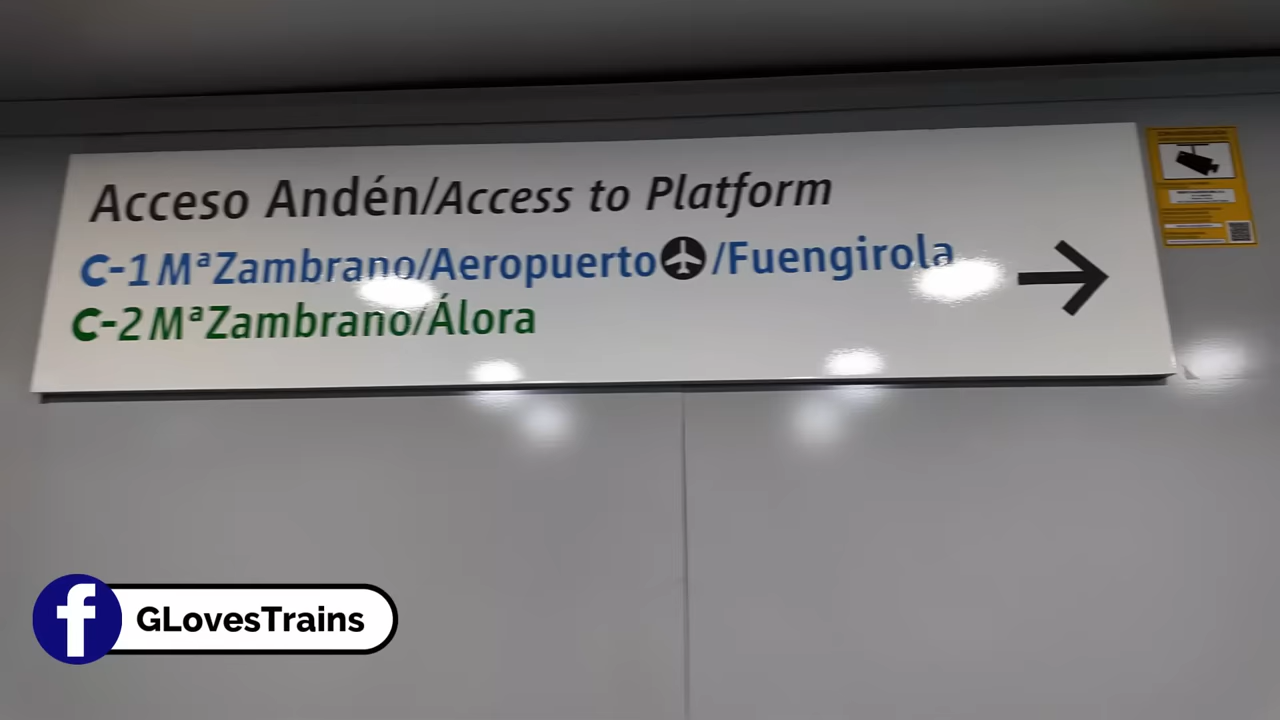 Acceso Andén/Access to Platform
C-1 MªZambrano/Aeropuerto/Fuengirola
C-2 MªZambrano/Álora
GLovesTrains